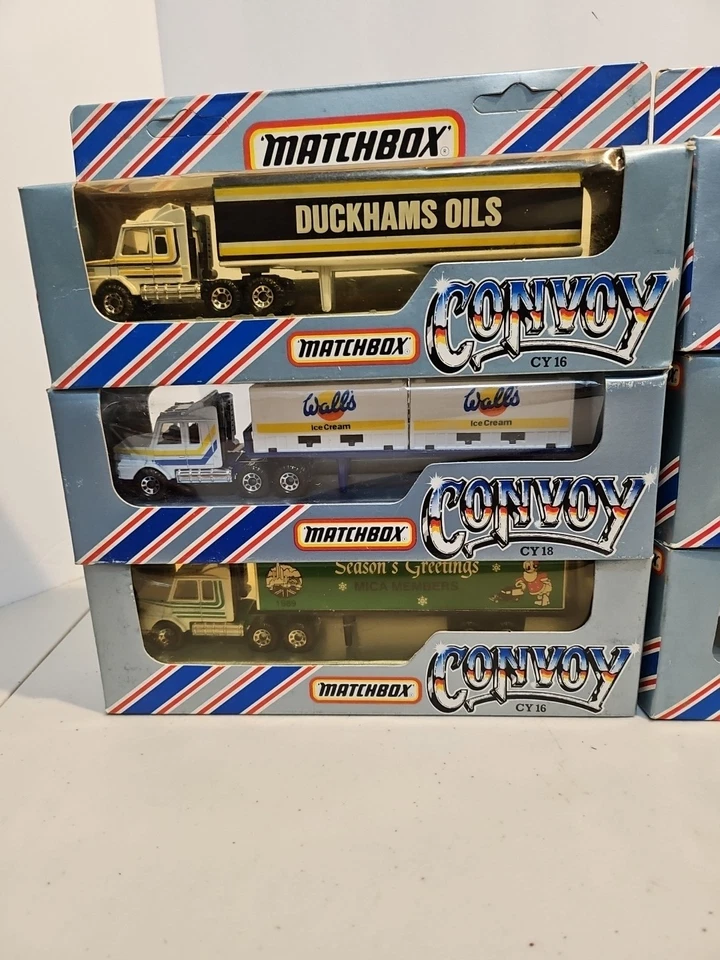 MATCHBOX
DUCKHAMS OILS
CONVOY
MATCHBOX
CY 16
Wall's
Ice Cream
Wall's
Ice Cream
CONVOY
MATCHBOX
CY 18
Season's Greetings
MICA MEMBERS
1989
CONVOY
MATCHBOX
CY 16